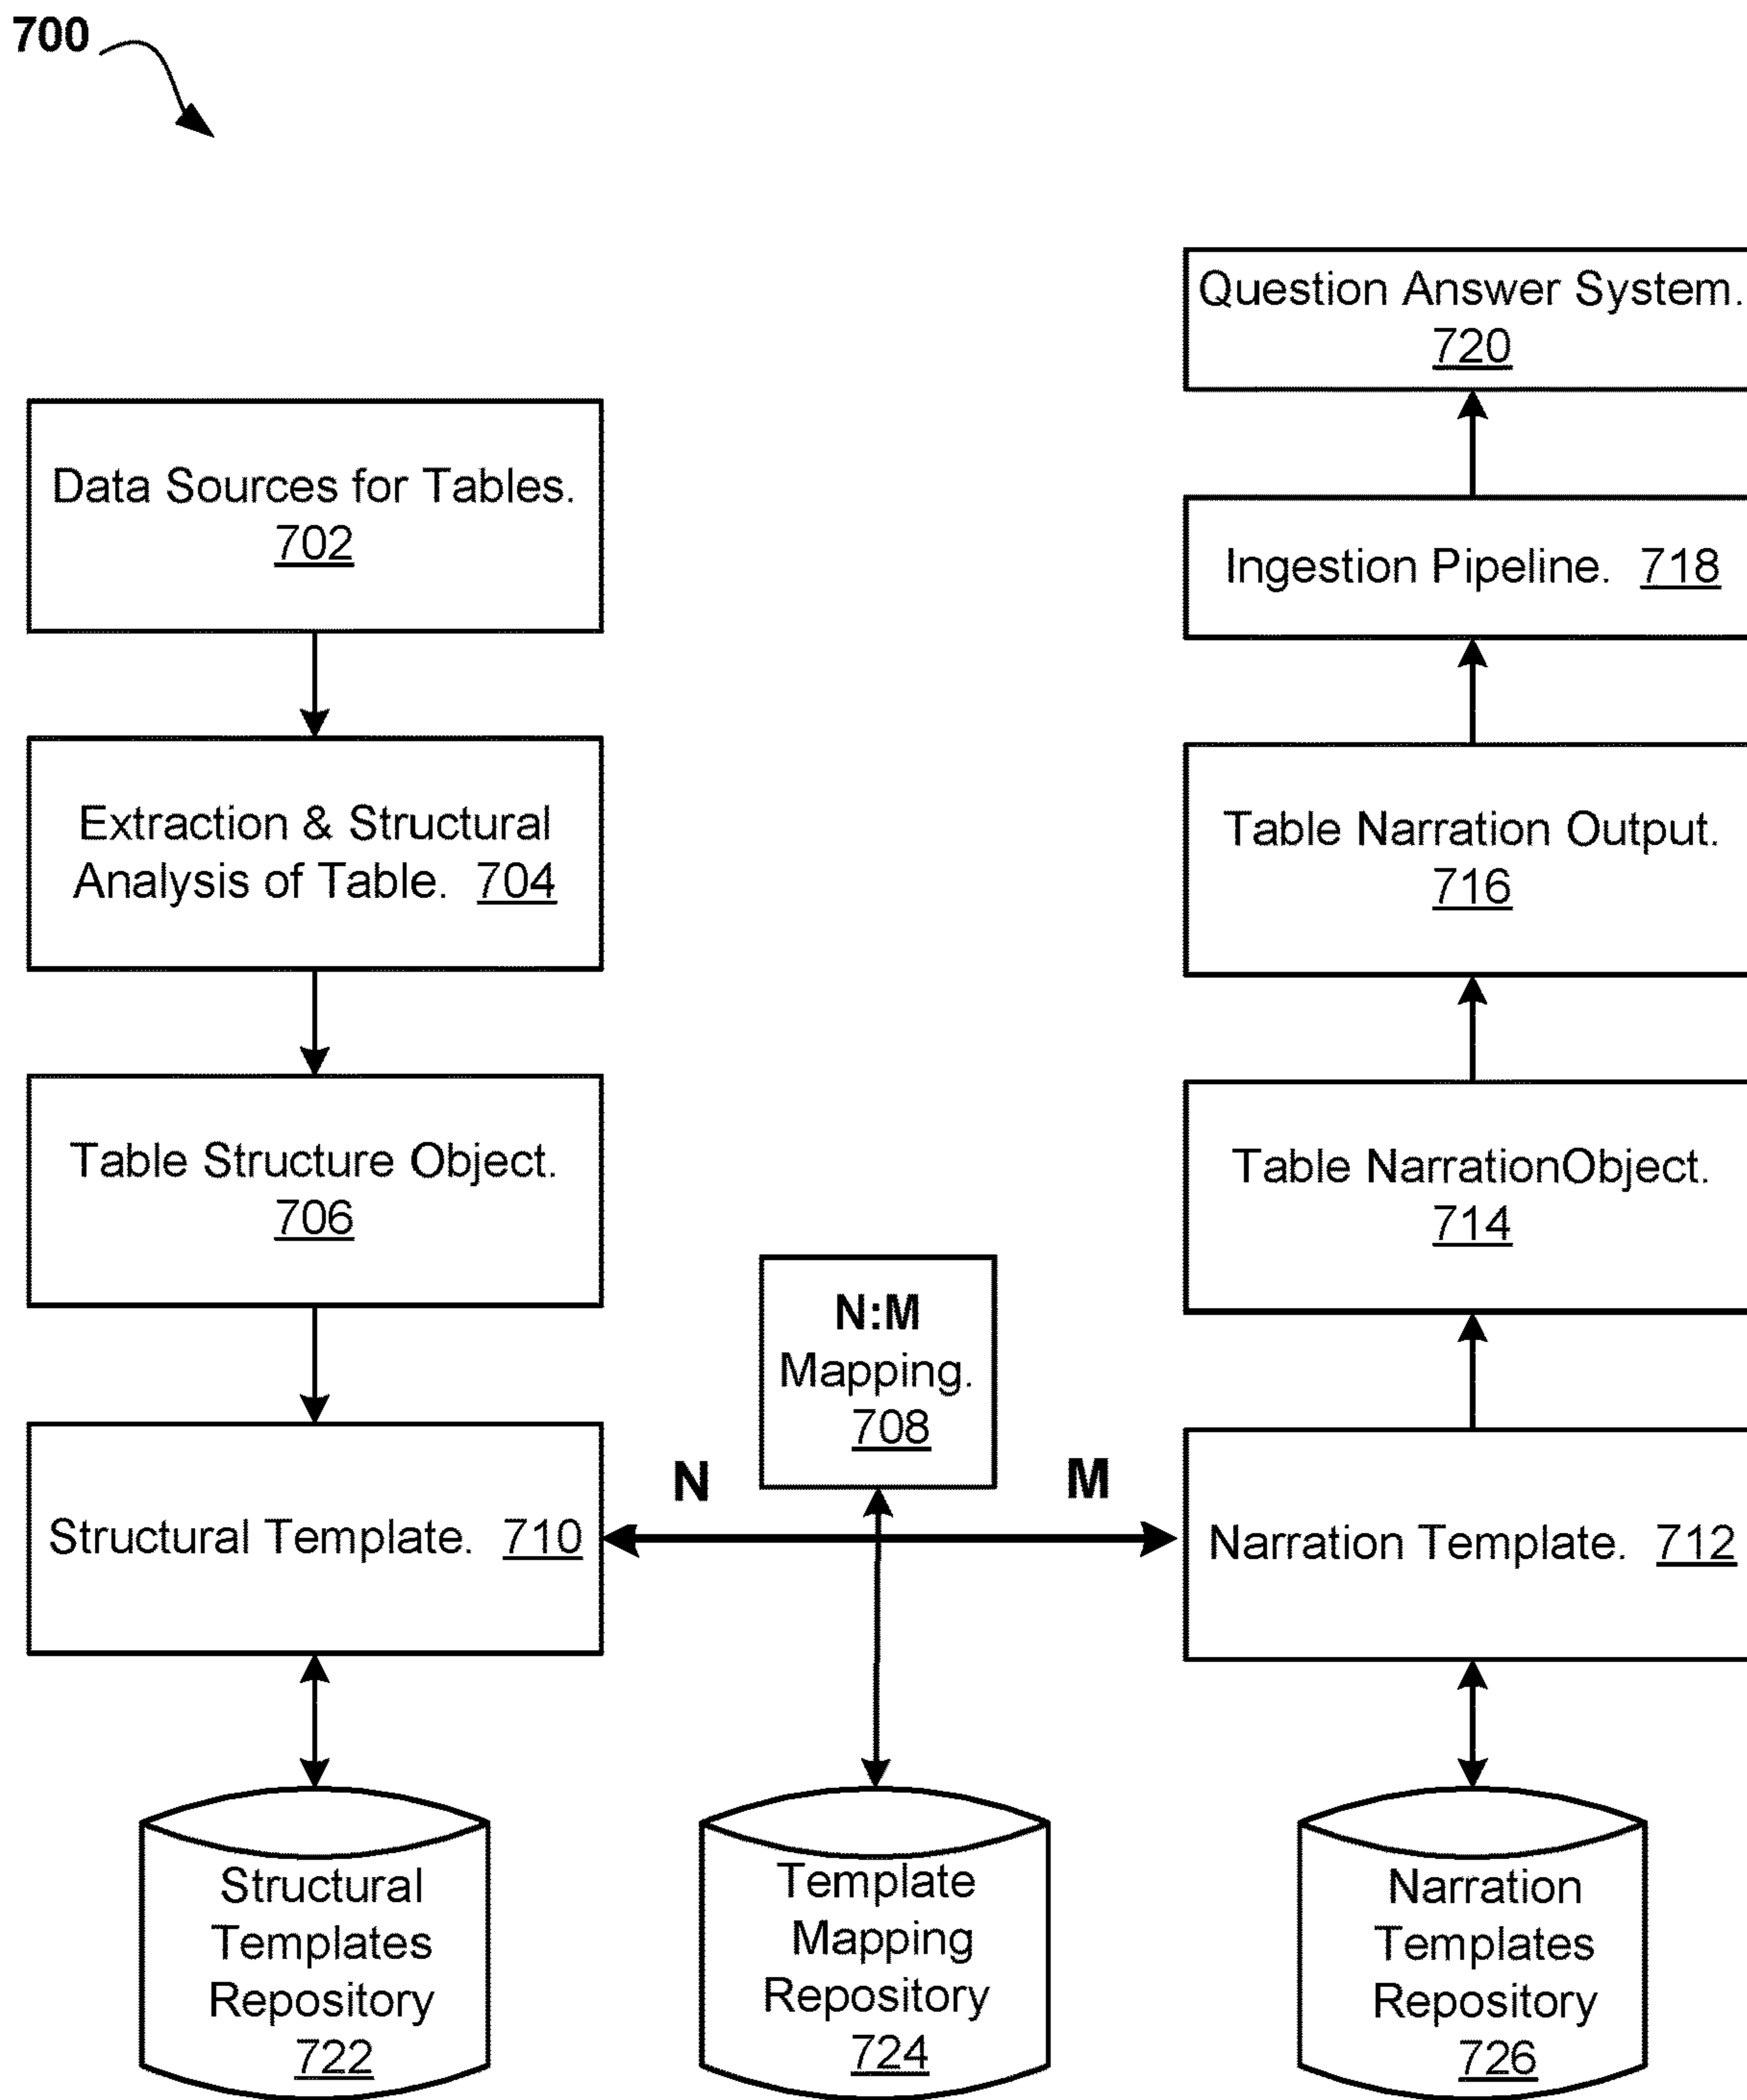 700
Question Answer System.
720
Data Sources for Tables.
702
Ingestion Pipeline. 718
Extraction & Structural
Analysis of Table. 704
Table Narration Output.
716
Table Structure Object.
706
Table NarrationObject.
714
N:M
Mapping.
708
N
M
Structural Template. 710
Narration Template. 712
Structural
Templates
Repository
722
Template
Mapping
Repository
724
Narration
Templates
Repository
726